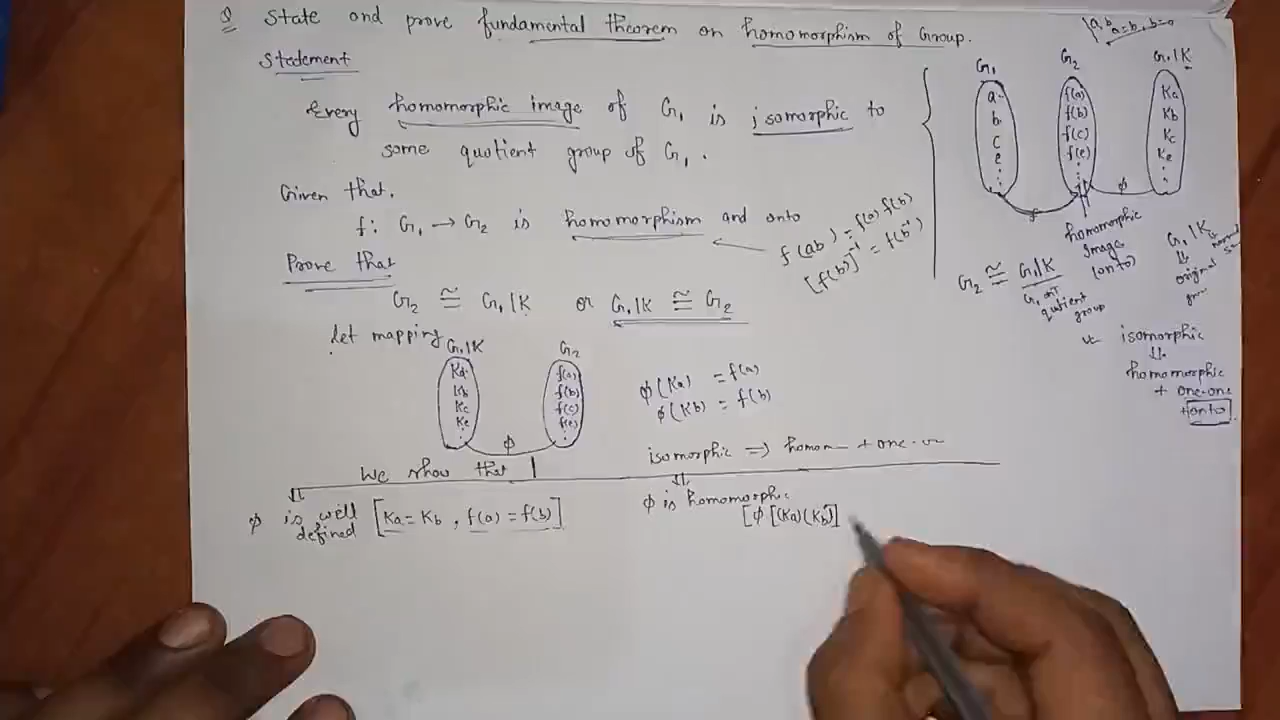 Q State and prove fundamental theorem on homomorphism of Group.
Statement
Every homomorphic image of G1 is isomorphic to
some quotient group of G1.
Given that,
f: G1 → G2 is homomorphism and onto
f(ab) = f(a) f(b)
[f(b)]⁻¹ = f(b⁻¹)
Prove that
G2 ≅ G1/K or G1/K ≅ G2
let mapping
G1/K G2
Ka f(a)
Kb f(b)
Kc f(c)
Ke f(e)
φ
φ(Ka) = f(a)
φ(Kb) = f(b)
isomorphic ⇒ homom + one-
We show that
φ is well [Ka = Kb, f(a) = f(b)]
defined
φ is homomorphic
[φ[(Ka)(Kb)]
a, b
a=b, b=
G1 G2 G1/K
a f(a) Ka
b f(b) Kb
c f(c) Kc
e f(e) Ke
f φ
homomorphic
Image
(onto)
G2 ≅ G1/K
quotient
group
G1/K
original
isomorphic
⇓
homomorphic
+ one-one
+onto